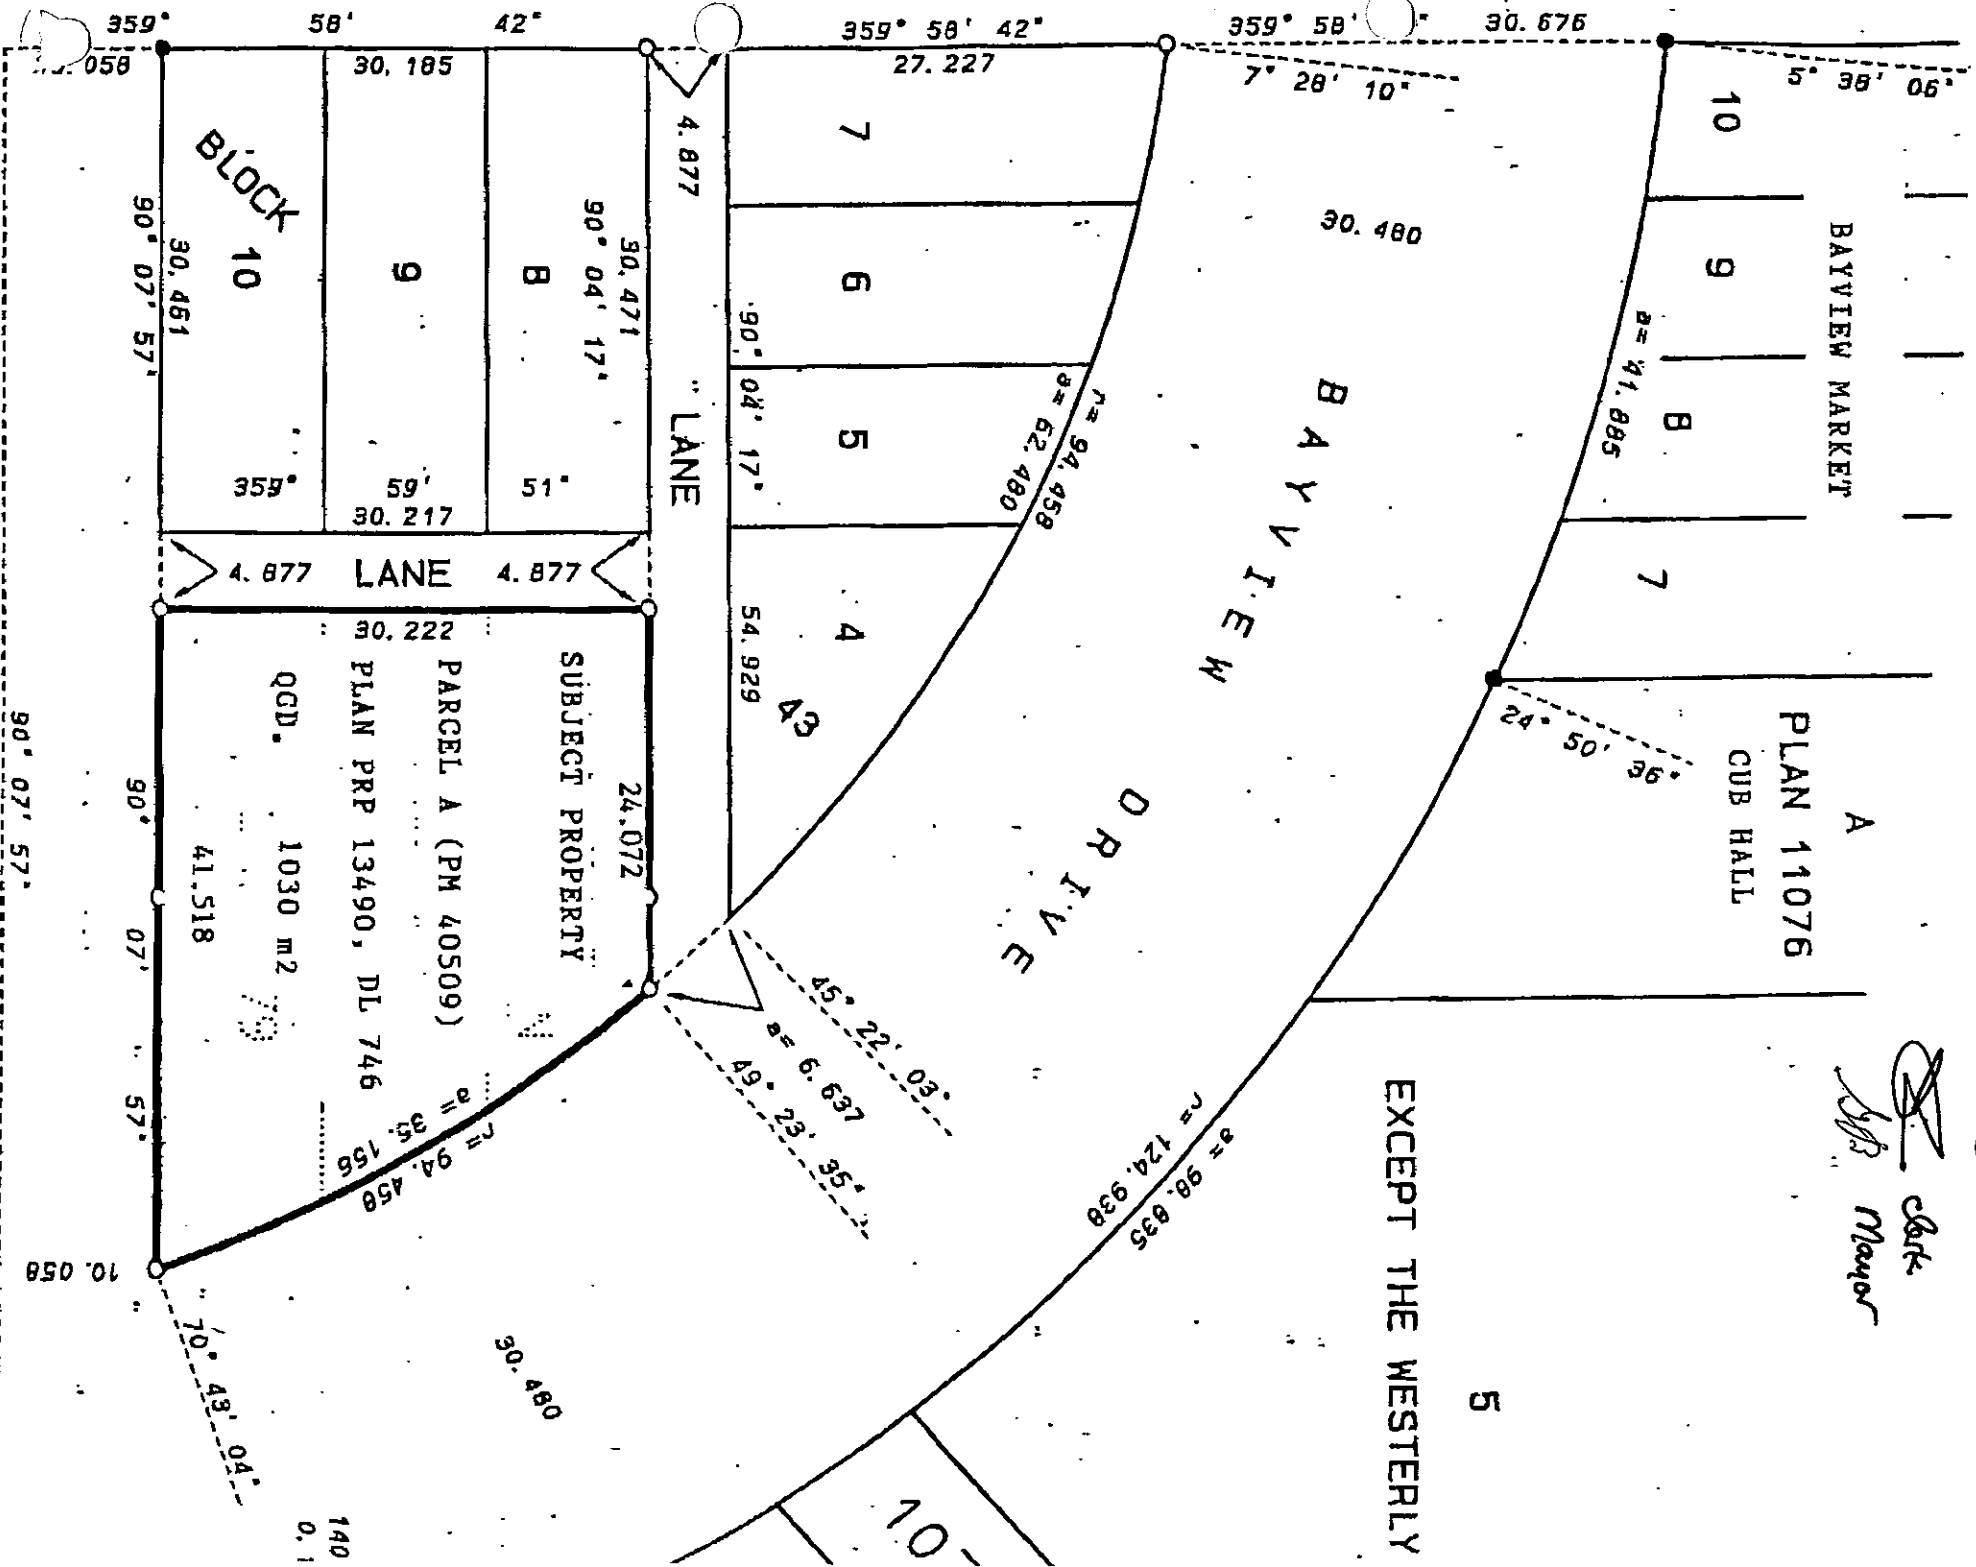 359° 58' 42"
30.185
359° 58' 42"
27.227
359° 58'
30.676
7° 28' 10"
5° 38' 06"
4.877
BLOCK
10
9
8
90° 07' 57"
30.461
30.471
90° 04' 17"
359° 59' 51"
30.217
4.877 LANE 4.877
30.222
LANE
7
6
5
4
43
90° 04' 17"
54.929
r= 94.458
a= 62.480
30.480
BAYVIEW DRIVE
a= 41.885
10
9
8
7
BAYVIEW MARKET
24° 50' 36"
A
PLAN 11076
CUB HALL
SUBJECT PROPERTY
PARCEL A (PM 40509)
PLAN PRP 13490, DL 746
QCD. 1030 m2
24.072
41.518
90° 07' 57"
90° 07' 57"
a= 35.156
r= 94.458
a= 6.637
45° 22' 03"
49° 23' 35"
r= 124.938
a= 98.835
EXCEPT THE WESTERLY
5
Clerk
Mayor
10.058
70° 43' 04"
30.480
140
10